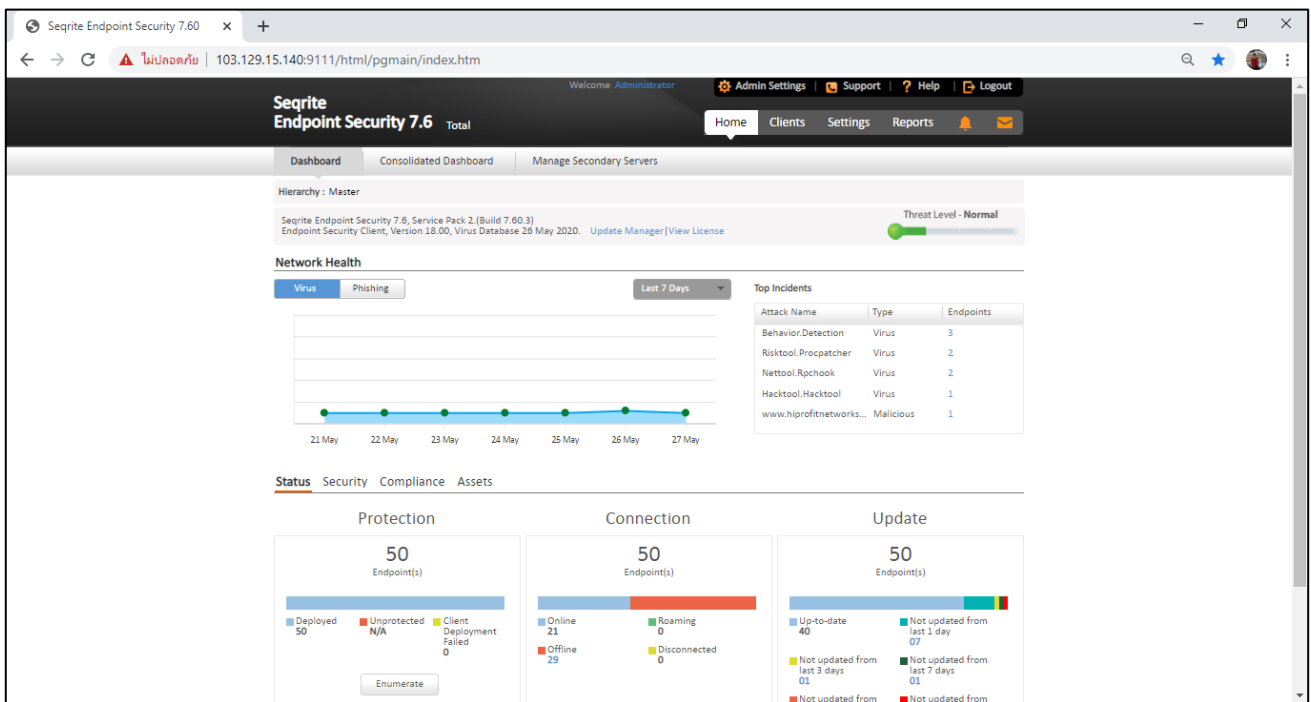 Seqrite Endpoint Security 7.60
ไม่ปลอดภัย | 103.129.15.140:9111/html/pgmain/index.htm
Welcome Administrator
Admin Settings | Support | ? Help | Logout
Seqrite
Endpoint Security 7.6 Total
Home Clients Settings Reports
Dashboard Consolidated Dashboard Manage Secondary Servers
Hierarchy : Master
Seqrite Endpoint Security 7.6, Service Pack 2.(Build 7.60.3)
Endpoint Security Client, Version 18.00, Virus Database 26 May 2020. Update Manager|View License
Threat Level - Normal
Network Health
Virus Phishing
Last 7 Days
21 May 22 May 23 May 24 May 25 May 26 May 27 May
Top Incidents
Attack Name Type Endpoints
Behavior.Detection Virus 3
Risktool.Procpatcher Virus 2
Nettool.Rpchook Virus 2
Hacktool.Hacktool Virus 1
www.hiprofitnetworks... Malicious 1
Status Security Compliance Assets
Protection
50
Endpoint(s)
Deployed
50
Unprotected
N/A
Client
Deployment
Failed
0
Enumerate
Connection
50
Endpoint(s)
Online
21
Roaming
0
Offline
29
Disconnected
0
Update
50
Endpoint(s)
Up-to-date
40
Not updated from
last 1 day
07
Not updated from
last 3 days
01
Not updated from
last 7 days
01
Not updated from
Not updated from